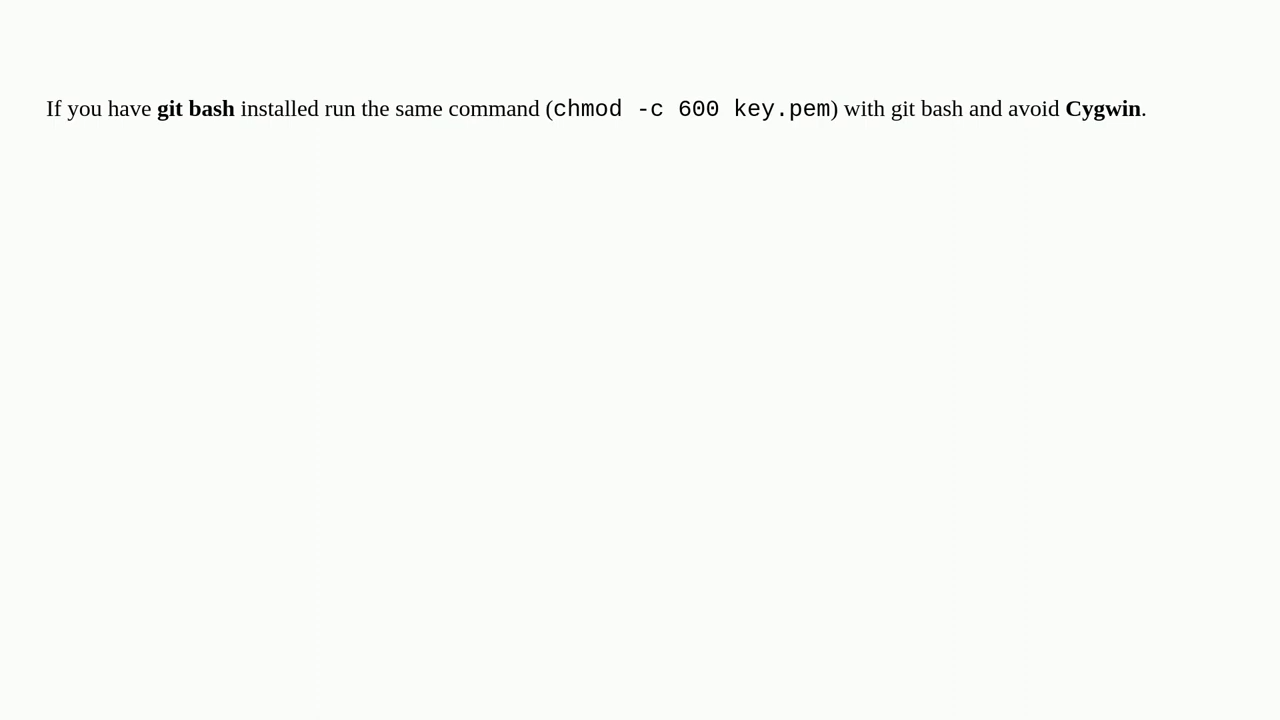 If you have git bash installed run the same command (chmod -c 600 key.pem) with git bash and avoid Cygwin.